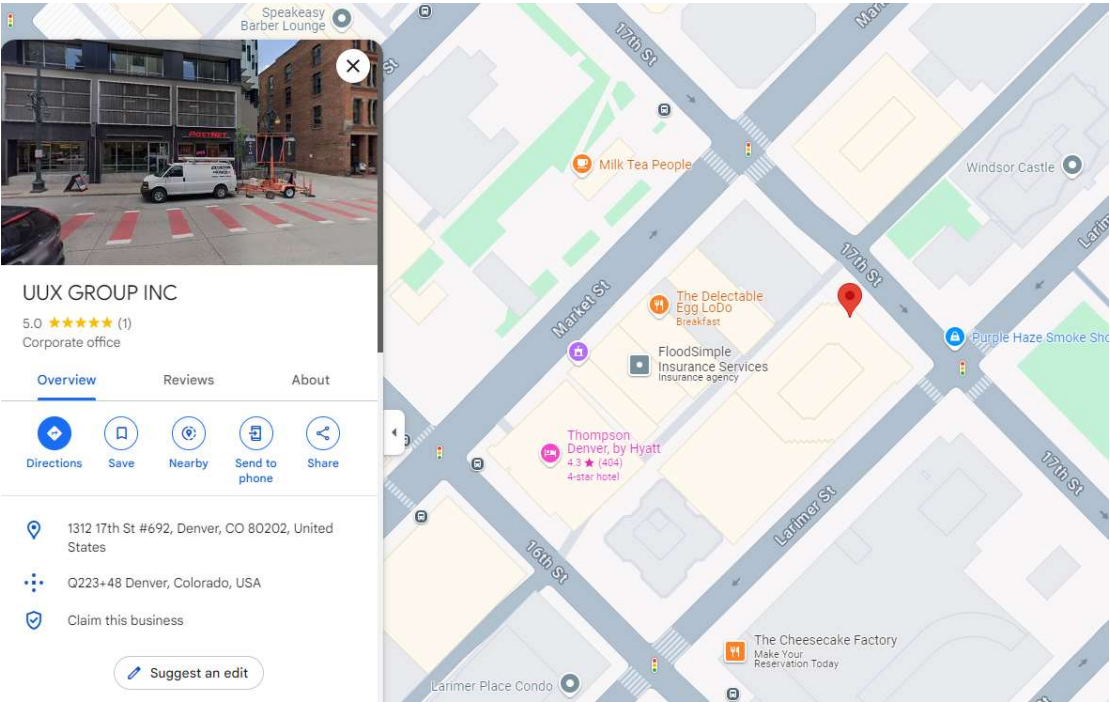 POSTNET
UUX GROUP INC
5.0 ★★★★★ (1)
Corporate office
Overview
Reviews
About
Directions
Save
Nearby
Send to
phone
Share
1312 17th St #692, Denver, CO 80202, United
States
Q223+48 Denver, Colorado, USA
Claim this business
Suggest an edit
Speakeasy
Barber Lounge
17th St
Milk Tea People
Windsor Castle
Market St
The Delectable
Egg LoDo
Breakfast
17th St
Larim
Purple Haze Smoke Sho
FloodSimple
Insurance Services
Insurance agency
Thompson
Denver, by Hyatt
4.3 ★ (404)
4-star hotel
17th St
Larimer St
16th St
The Cheesecake Factory
Make Your
Reservation Today
Larimer Place Condo